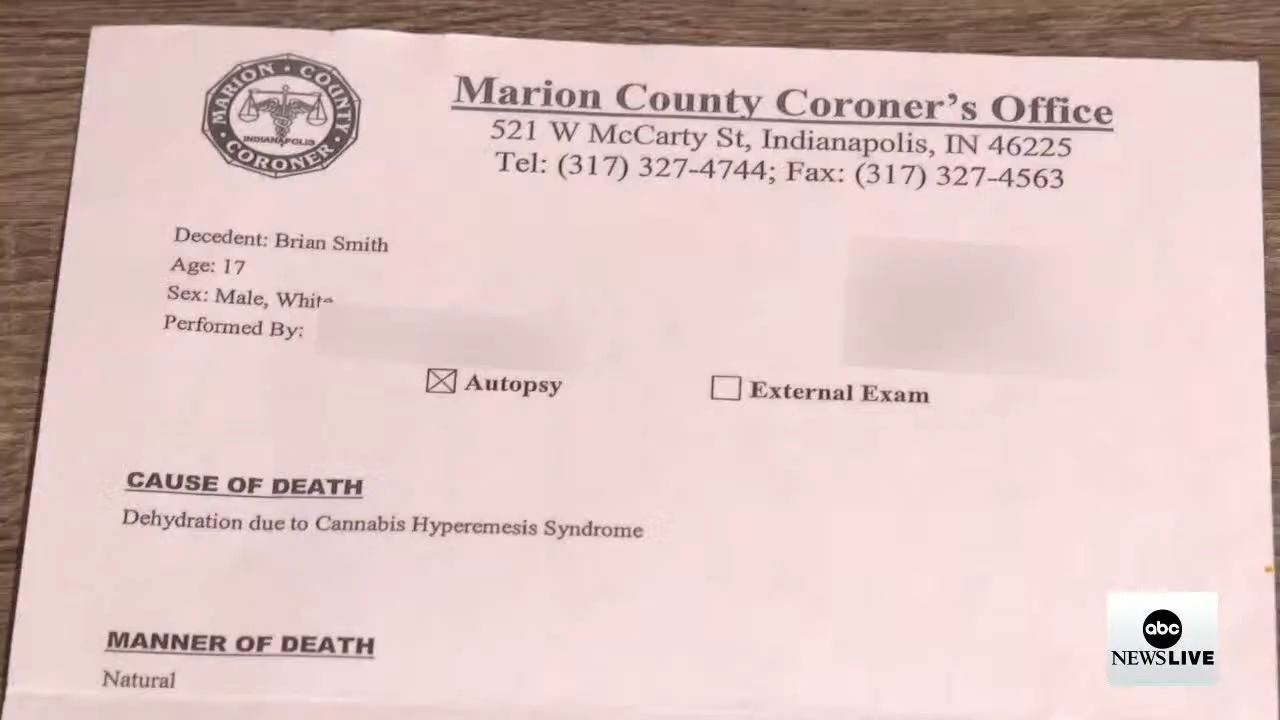 MARION • COUNTY
INDIANAPOLIS
• CORONER •
Marion County Coroner's Office
521 W McCarty St, Indianapolis, IN 46225
Tel: (317) 327-4744; Fax: (317) 327-4563
Decedent: Brian Smith
Age: 17
Sex: Male, White
Performed By:
☒ Autopsy ☐ External Exam
CAUSE OF DEATH
Dehydration due to Cannabis Hyperemesis Syndrome
MANNER OF DEATH
Natural
abc
NEWSLIVE